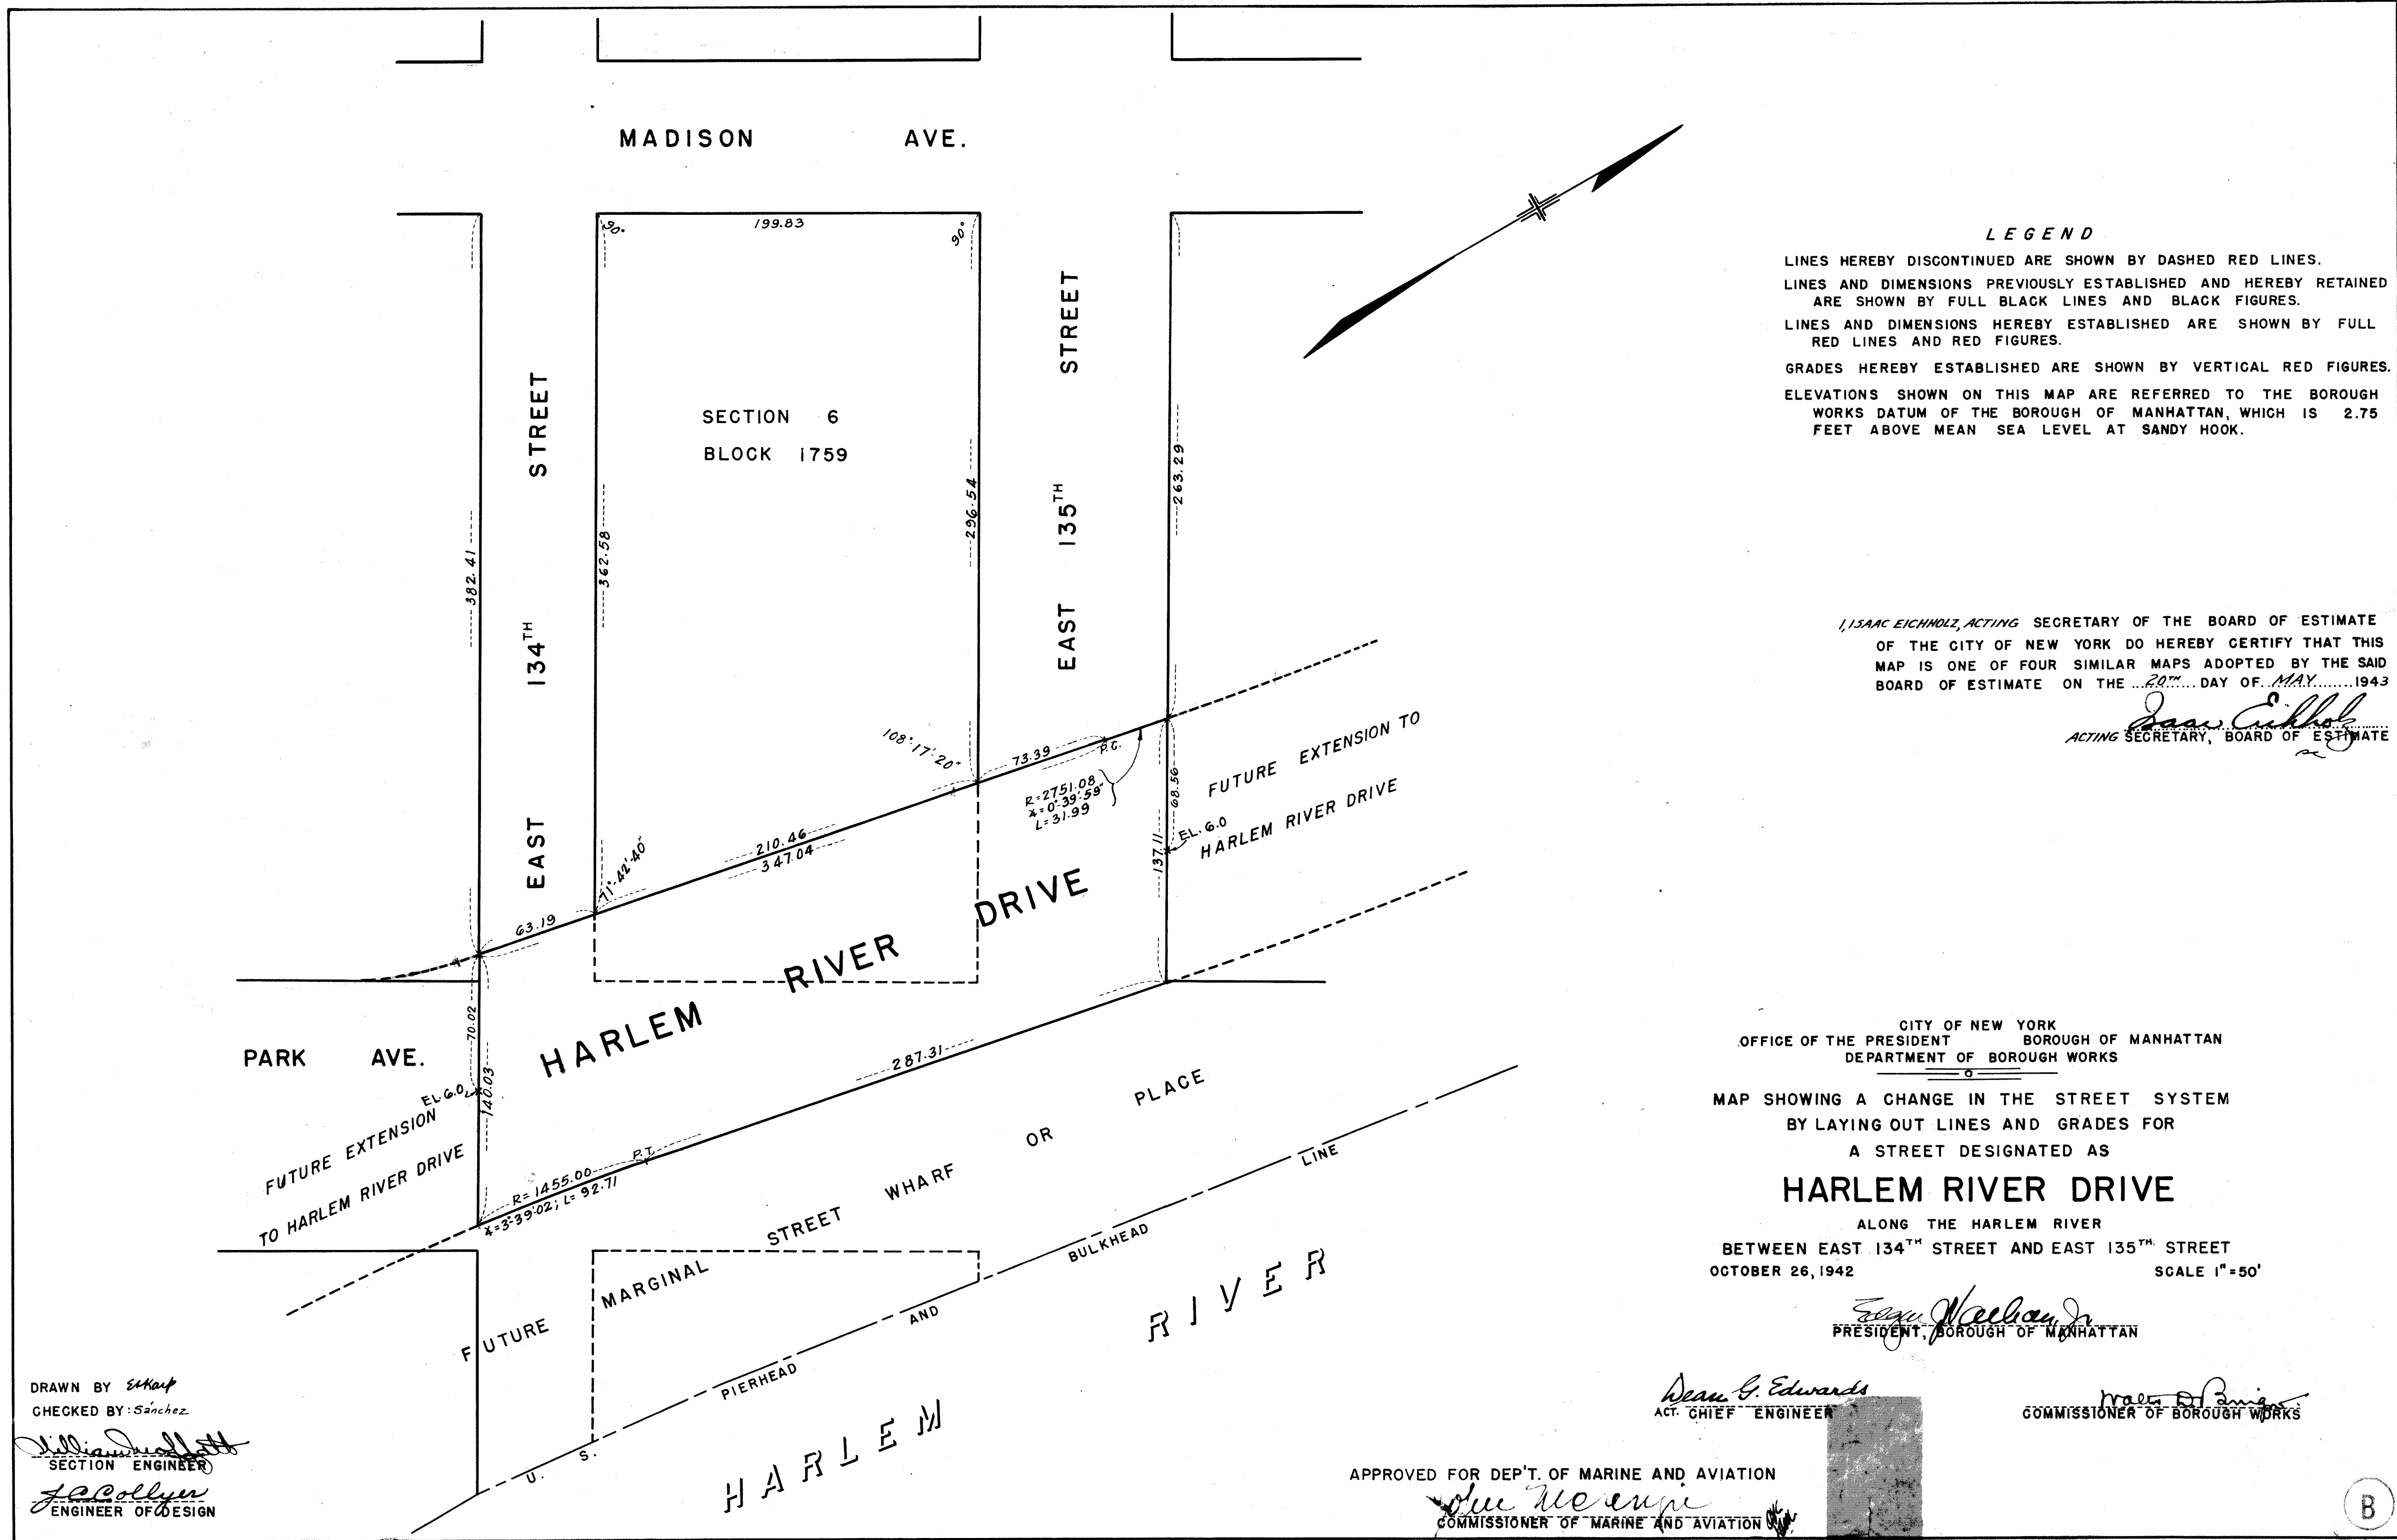 MADISON AVE.
199.83
90°
90°
LEGEND
LINES HEREBY DISCONTINUED ARE SHOWN BY DASHED RED LINES.
LINES AND DIMENSIONS PREVIOUSLY ESTABLISHED AND HEREBY RETAINED
ARE SHOWN BY FULL BLACK LINES AND BLACK FIGURES.
LINES AND DIMENSIONS HEREBY ESTABLISHED ARE SHOWN BY FULL
RED LINES AND RED FIGURES.
GRADES HEREBY ESTABLISHED ARE SHOWN BY VERTICAL RED FIGURES.
ELEVATIONS SHOWN ON THIS MAP ARE REFERRED TO THE BOROUGH
WORKS DATUM OF THE BOROUGH OF MANHATTAN, WHICH IS 2.75
FEET ABOVE MEAN SEA LEVEL AT SANDY HOOK.
EAST 134TH STREET
SECTION 6
BLOCK 1759
EAST 135TH STREET
382.41
362.58
296.54
263.29
I, ISAAC EICHHOLZ, ACTING SECRETARY OF THE BOARD OF ESTIMATE
OF THE CITY OF NEW YORK DO HEREBY CERTIFY THAT THIS
MAP IS ONE OF FOUR SIMILAR MAPS ADOPTED BY THE SAID
BOARD OF ESTIMATE ON THE 20TH DAY OF MAY 1943
Isaac Eichholz
ACTING SECRETARY, BOARD OF ESTIMATE
108°-17'-20"
73.39
P.C.
R=2751.08
∡=0°-39'-59"
L=31.99
68.56
137.11
EL. 6.0
FUTURE EXTENSION TO
HARLEM RIVER DRIVE
71°-42'-40"
210.46
347.04
63.19
HARLEM RIVER DRIVE
PARK AVE.
70.02
140.03
EL. 6.0
FUTURE EXTENSION
TO HARLEM RIVER DRIVE
287.31
P.T.
R=1455.00
∡=3°-39'-02; L=92.71
FUTURE MARGINAL STREET WHARF OR PLACE
U. S. PIERHEAD AND BULKHEAD LINE
HARLEM RIVER
CITY OF NEW YORK
OFFICE OF THE PRESIDENT BOROUGH OF MANHATTAN
DEPARTMENT OF BOROUGH WORKS
MAP SHOWING A CHANGE IN THE STREET SYSTEM
BY LAYING OUT LINES AND GRADES FOR
A STREET DESIGNATED AS
HARLEM RIVER DRIVE
ALONG THE HARLEM RIVER
BETWEEN EAST 134TH STREET AND EAST 135TH STREET
OCTOBER 26, 1942 SCALE 1"=50'
PRESIDENT, BOROUGH OF MANHATTAN
Dean G. Edwards
ACT. CHIEF ENGINEER
COMMISSIONER OF BOROUGH WORKS
APPROVED FOR DEP'T. OF MARINE AND AVIATION
COMMISSIONER OF MARINE AND AVIATION
DRAWN BY
CHECKED BY: Sánchez
SECTION ENGINEER
J.C. Collyer
ENGINEER OF DESIGN
B